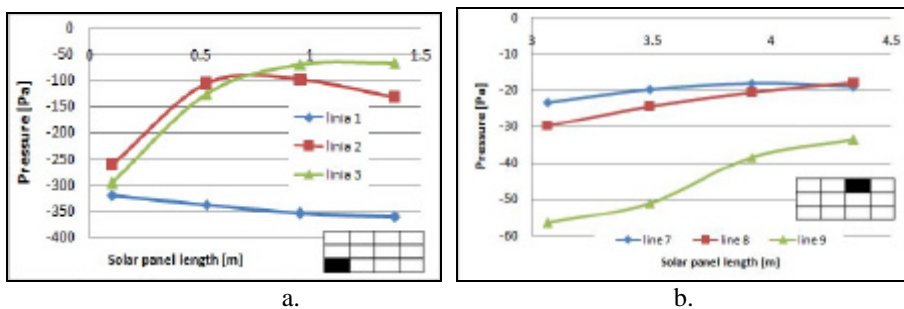 0
-50
-100
-150
-200
-250
-300
-350
-400
0 0.5 1 1.5
Pressure [Pa]
linia 1
linia 2
linia 3
Solar panel length [m]
a.
0
-10
-20
-30
-40
-50
-60
3 3.5 4 4.5
Pressure [Pa]
line 7 line 8 line 9
Solar panel length [m]
b.